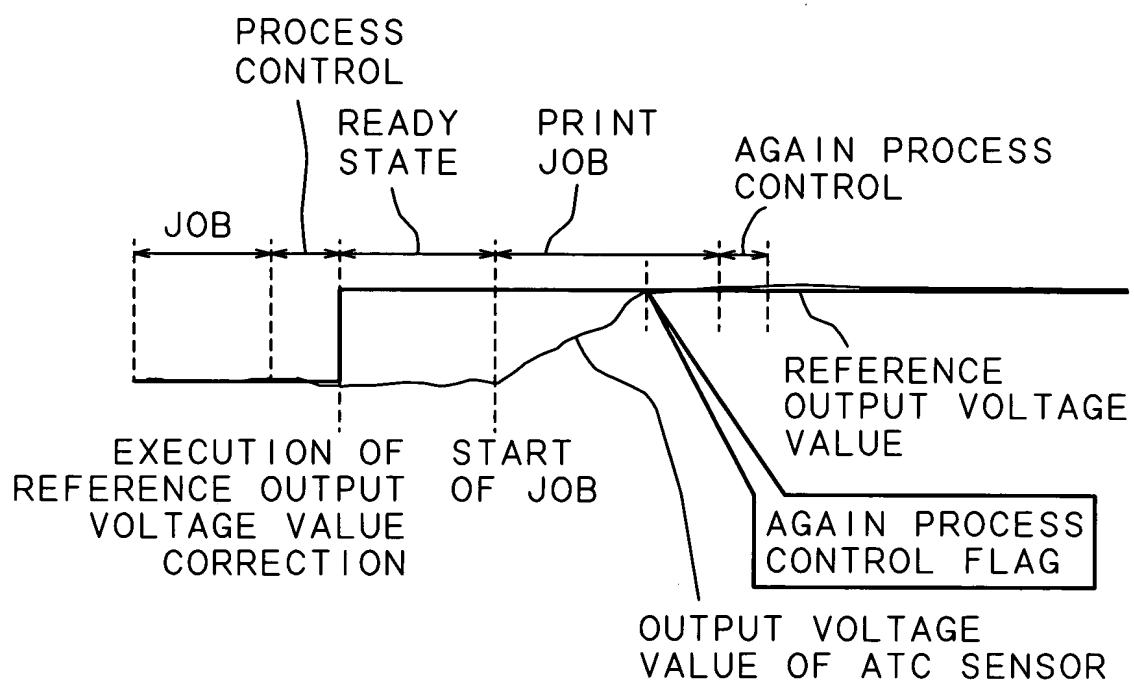 PROCESS
CONTROL
READY
STATE
PRINT
JOB
AGAIN PROCESS
CONTROL
JOB
REFERENCE
OUTPUT VOLTAGE
VALUE
EXECUTION OF
REFERENCE OUTPUT
VOLTAGE VALUE
CORRECTION
START
OF JOB
AGAIN PROCESS
CONTROL FLAG
OUTPUT VOLTAGE
VALUE OF ATC SENSOR